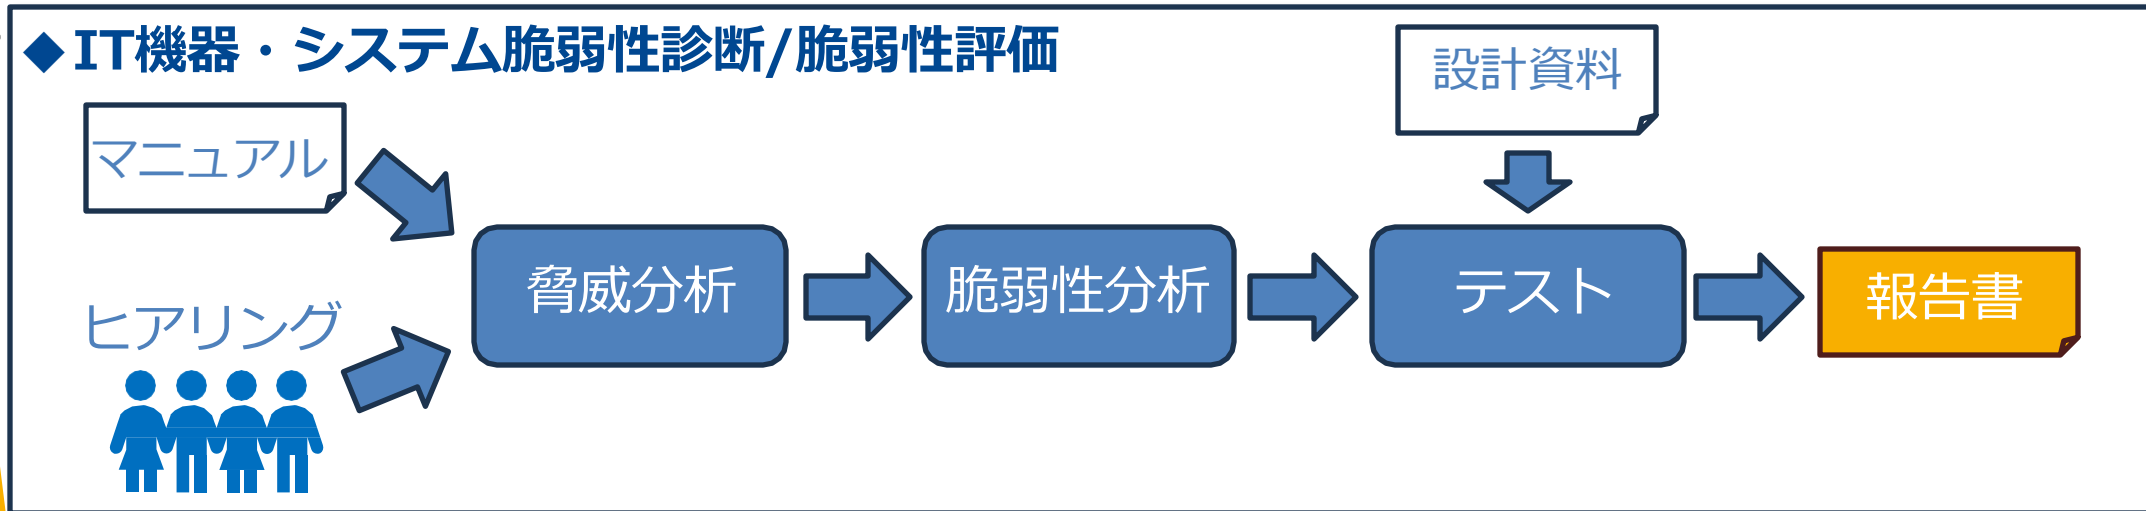 ◆IT機器・システム脆弱性診断/脆弱性評価
設計資料
マニュアル
ヒアリング
脅威分析
脆弱性分析
テスト
報告書